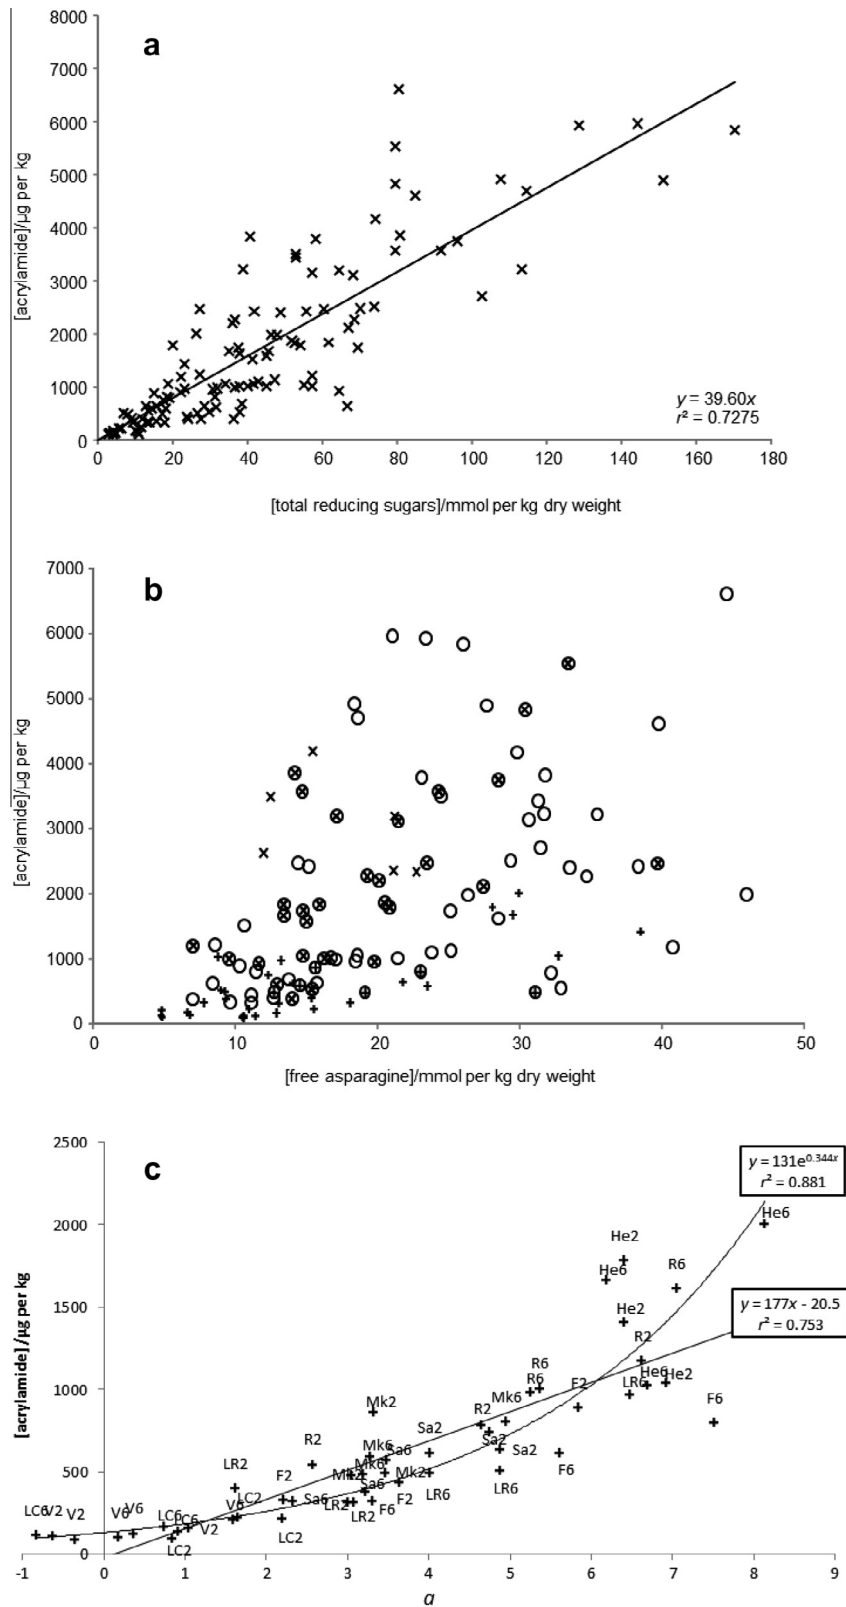 a
8000
7000
6000
5000
4000
3000
2000
1000
0
[acrylamide]/µg per kg
y = 39.60x
r² = 0.7275
0 20 40 60 80 100 120 140 160 180
[total reducing sugars]/mmol per kg dry weight
b
7000
6000
5000
4000
3000
2000
1000
0
[acrylamide]/µg per kg
0 10 20 30 40 50
[free asparagine]/mmol per kg dry weight
c
2500
2000
1500
1000
500
0
[acrylamide]/µg per kg
y = 131e^0.344x
r² = 0.881
He6
He2
He6
R6
He2
y = 177x - 20.5
r² = 0.753
R2
R6
R6
F2
LR6
He6
He2
F6
Mk2
Mk6
R2
Sa2
Sa2
Sa2
F6
R2
Mk6
Sa6
Mk6
Mk2
Mk2
LR2
F2
Sa6
F2
LR6
LR6
LC2
Sa6
LR2
LR2
F6
LC6
V2
V2
V6
V6
LC6
LC6
V6
V2
LC2
LC2
-1 0 1 2 3 4 5 6 7 8 9
a